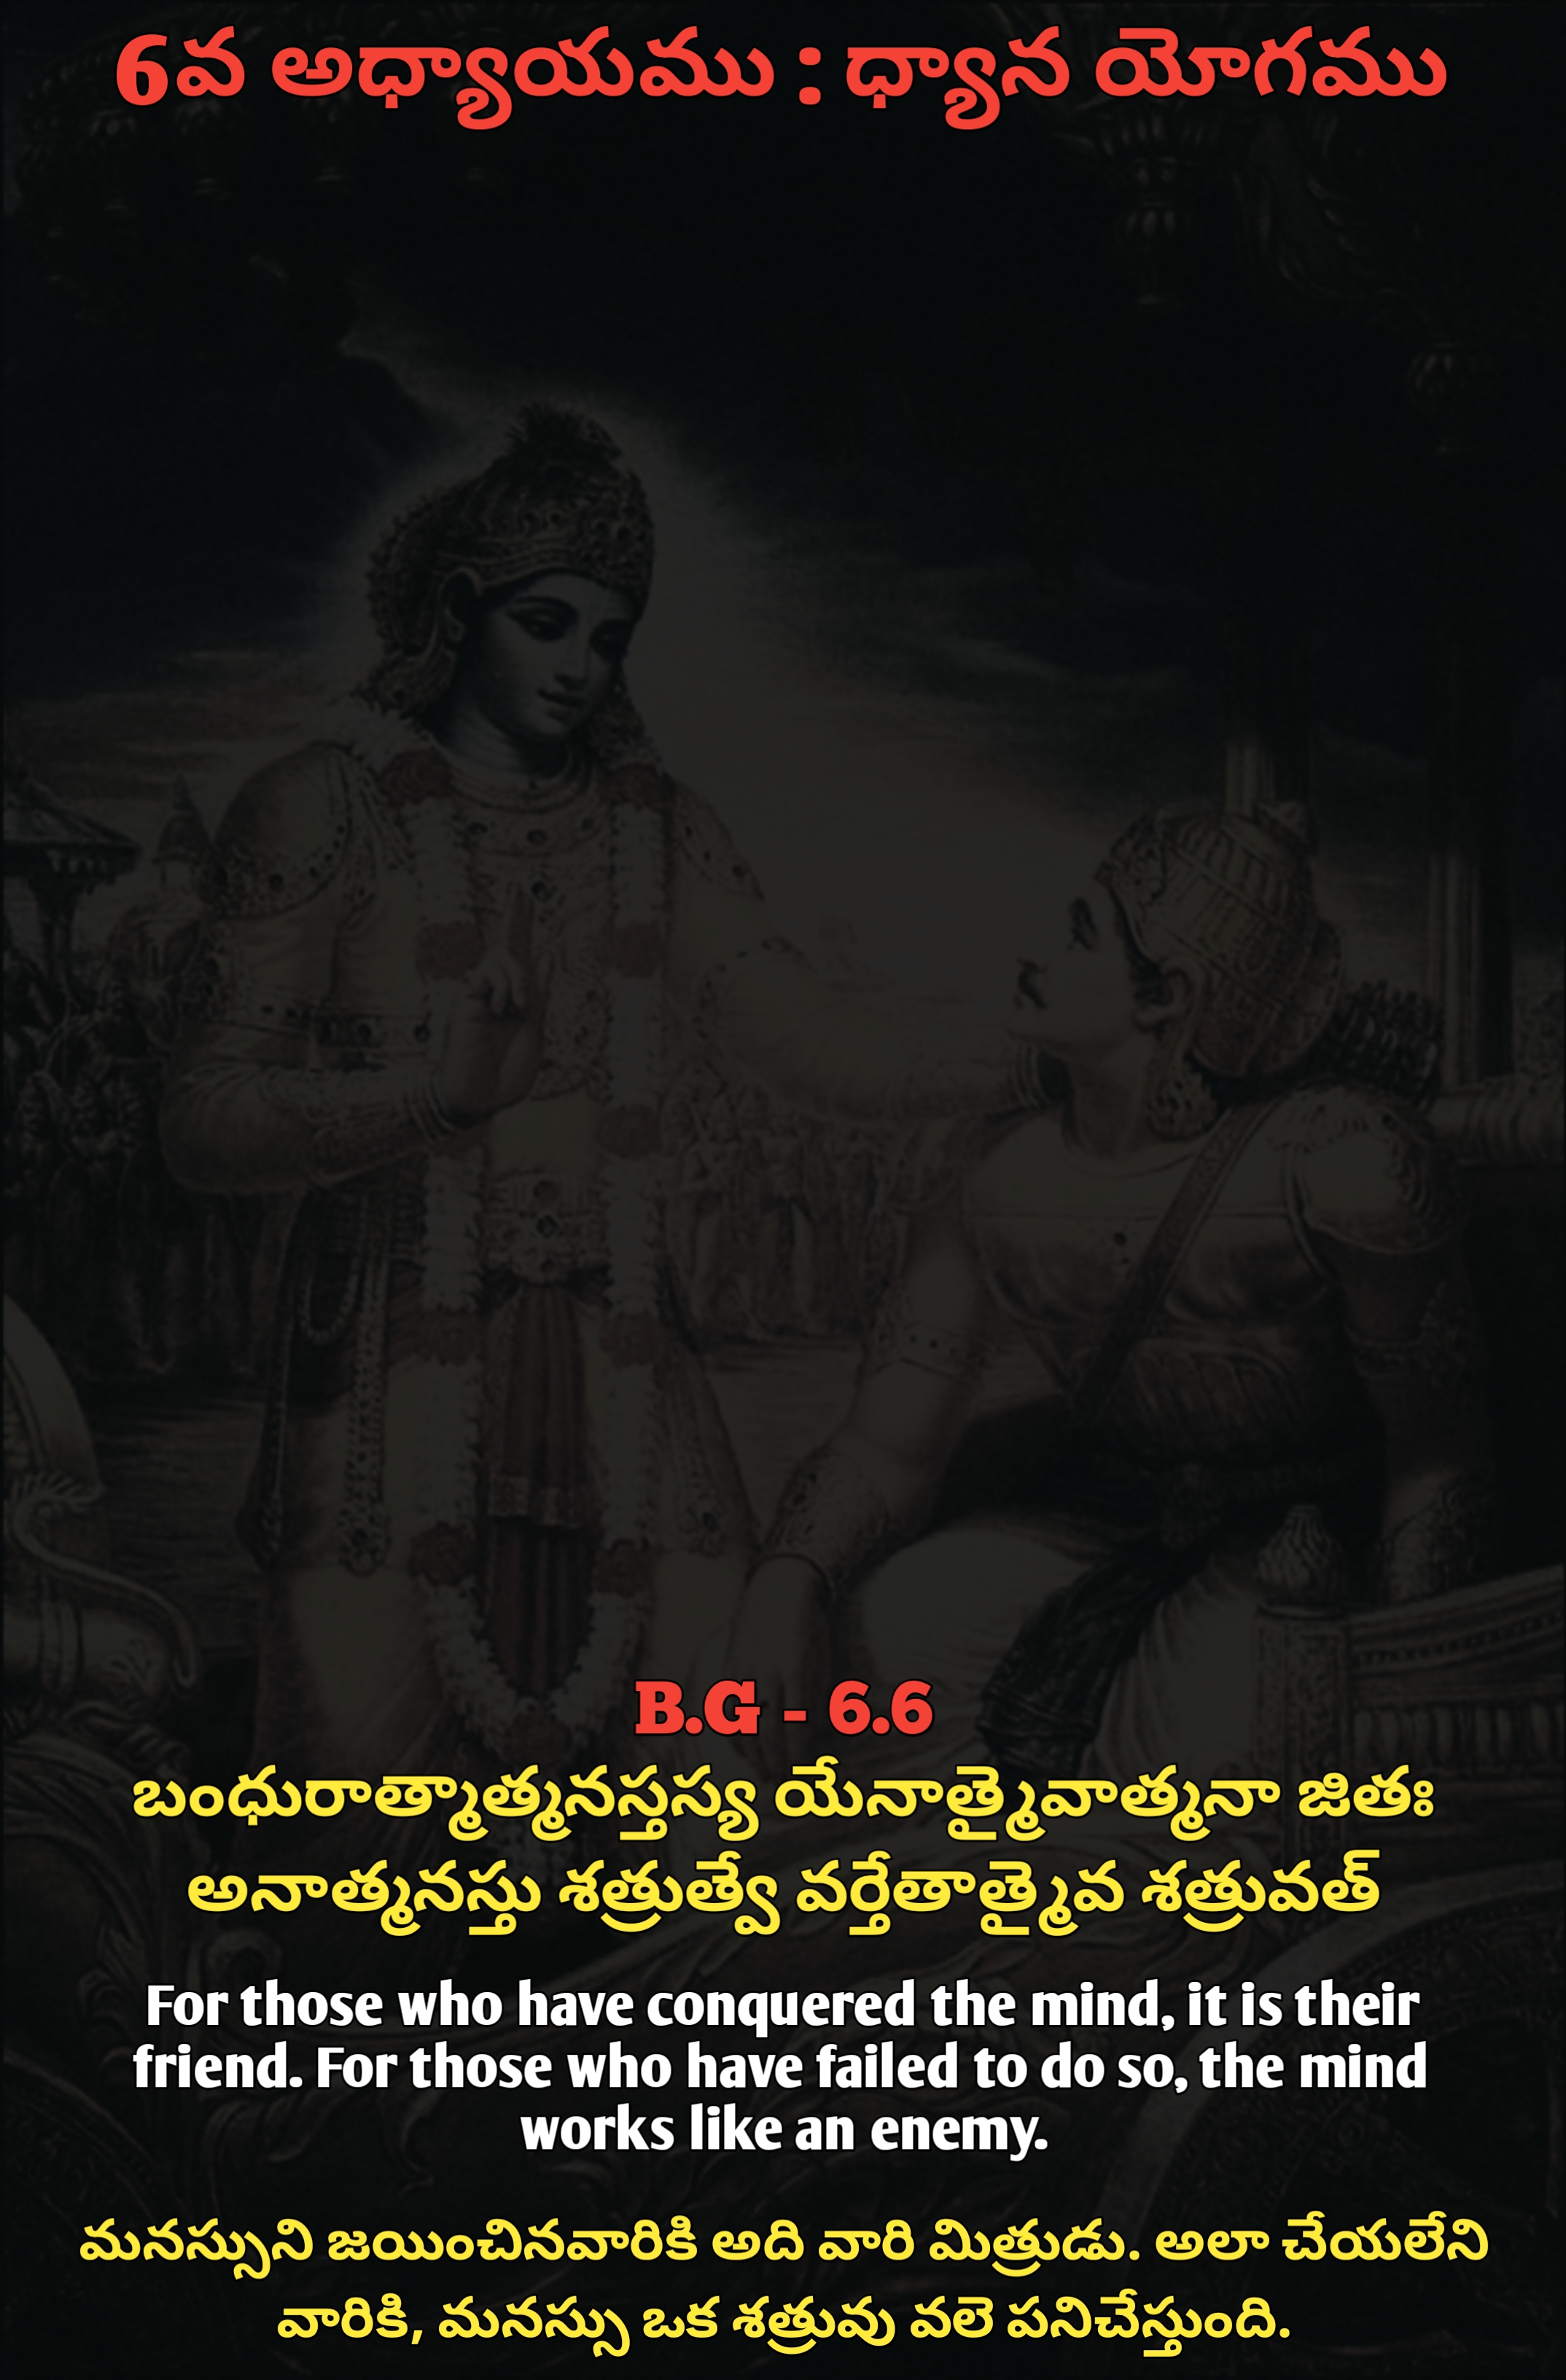 6వ అధ్యాయము : ధ్యాన యోగము
B.G - 6.6
బంధురాత్మాత్మనస్తస్య యేనాత్మైవాత్మనా జితః
అనాత్మనస్తు శత్రుత్వే వర్తేతాత్మైవ శత్రువత్
For those who have conquered the mind, it is their
friend. For those who have failed to do so, the mind
works like an enemy.
మనస్సుని జయించినవారికి అది వారి మిత్రుడు. అలా చేయలేని
వారికి, మనస్సు ఒక శత్రువు వలె పనిచేస్తుంది.